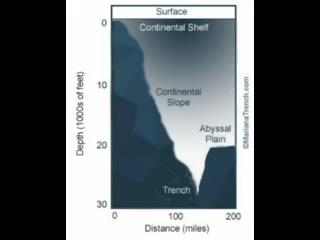 Surface
0
Continental Shelf
10
Continental
Slope
Abyssal
Plain
20
Trench
30
0
100
200
Depth (1000s of feet)
Distance (miles)
©MarianaTrench.com